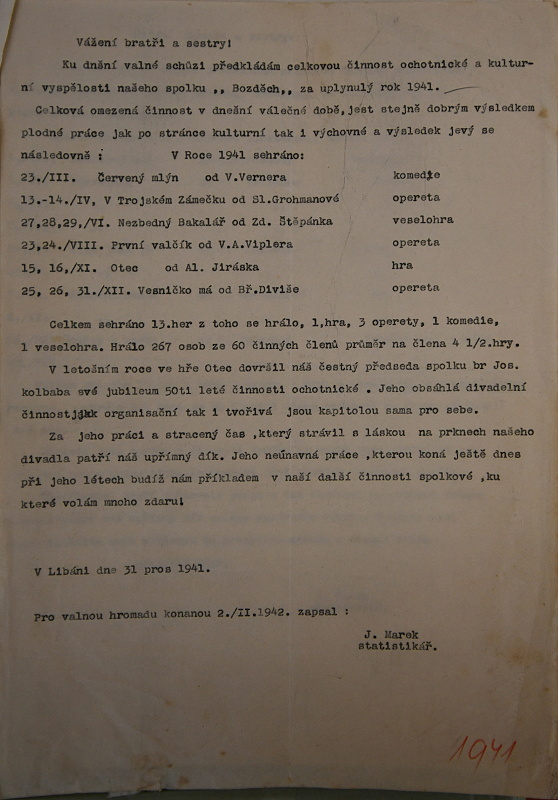 Vážení bratři a sestry!
Ku dnšní valné schůzi předkládám celkovou činnost ochotnické a kultur-
ní vyspělosti našeho spolku ,, Bozděch,, za uplynulý rok 1941.
Celková omezená činnost v dnešní válečné době,jest stejně dobrým výsledkem
plodné práce jak po stránce kulturní tak i výchovné a výsledek jevý se
následovně : V Roce 1941 sehráno:
23./III. Červený mlýn od V.Vernera komedie
13.-14./IV, V Trojském Zámečku od Sl.Grohmanové opereta
27,28,29,/VI. Nezbedný Bakalář od Zd. Štěpánka veselohra
23,24./VIII. První valčík od V.A.Viplera opereta
15, 16,/XI. Otec od Al. Jiráska hra
25, 26, 31./XII. Vesničko má od Bř.Diviše opereta
Celkem sehráno 13.her z toho se hrálo, 1,hra, 3 operety, 1 komedie,
1 veselohra. Hrálo 267 osob ze 60 činných členů průměr na člena 4 1/2.hry.
V letošním roce ve hře Otec dovršil náš čestný předseda spolku br Jos.
kolbaba své jubileum 50ti leté činnosti ochotnické . Jeho obsáhlá divadelní
činnost jak organisační tak i tvořivá jsou kapitolou sama pro sebe.
Za jeho práci a stracený čas ,který strávil s láskou na prknech našeho
divadla patří náš upřímný dík. Jeho neúnavná práce ,kterou koná ještě dnes
při jeho létech budíž nám příkladem v naší další činnosti spolkové ,ku
které volám mnoho zdaru!
V Libáni dne 31 pros 1941.
Pro valnou hromadu konanou 2./II.1942. zapsal :
J. Marek
statistikář.
1941